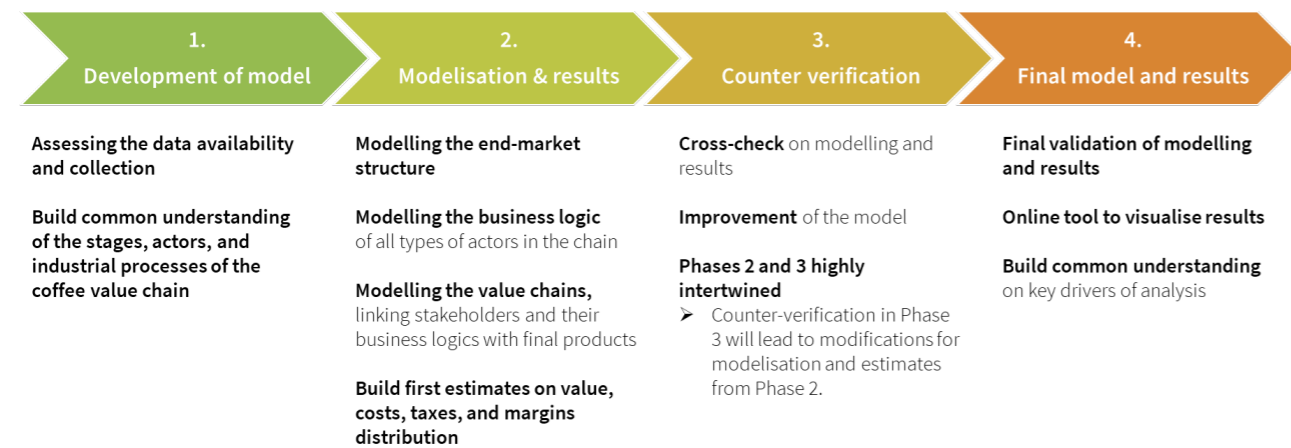 1.
Development of model
Assessing the data availability
and collection
Build common understanding
of the stages, actors, and
industrial processes of the
coffee value chain
2.
Modelisation & results
Modelling the end-market
structure
Modelling the business logic
of all types of actors in the chain
Modelling the value chains,
linking stakeholders and their
business logics with final products
Build first estimates on value,
costs, taxes, and margins
distribution
3.
Counter verification
Cross-check on modelling and
results
Improvement of the model
Phases 2 and 3 highly
intertwined
➤ Counter-verification in Phase
3 will lead to modifications for
modelisation and estimates
from Phase 2.
4.
Final model and results
Final validation of modelling
and results
Online tool to visualise results
Build common understanding
on key drivers of analysis